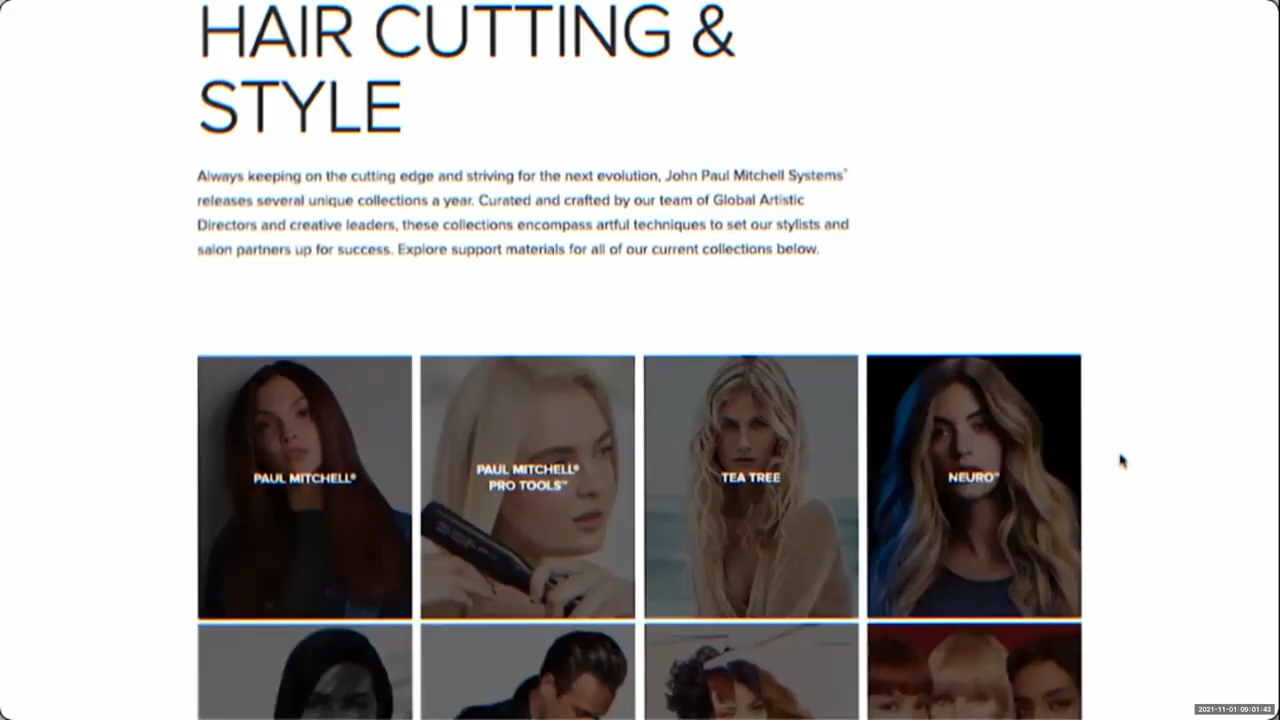 HAIR CUTTING &
STYLE
Always keeping on the cutting edge and striving for the next evolution, John Paul Mitchell Systems®
releases several unique collections a year. Curated and crafted by our team of Global Artistic
Directors and creative leaders, these collections encompass artful techniques to set our stylists and
salon partners up for success. Explore support materials for all of our current collections below.
PAUL MITCHELL®
PAUL MITCHELL®
PRO TOOLS™
TEA TREE
NEURO™
2021-11-01 09:01:43